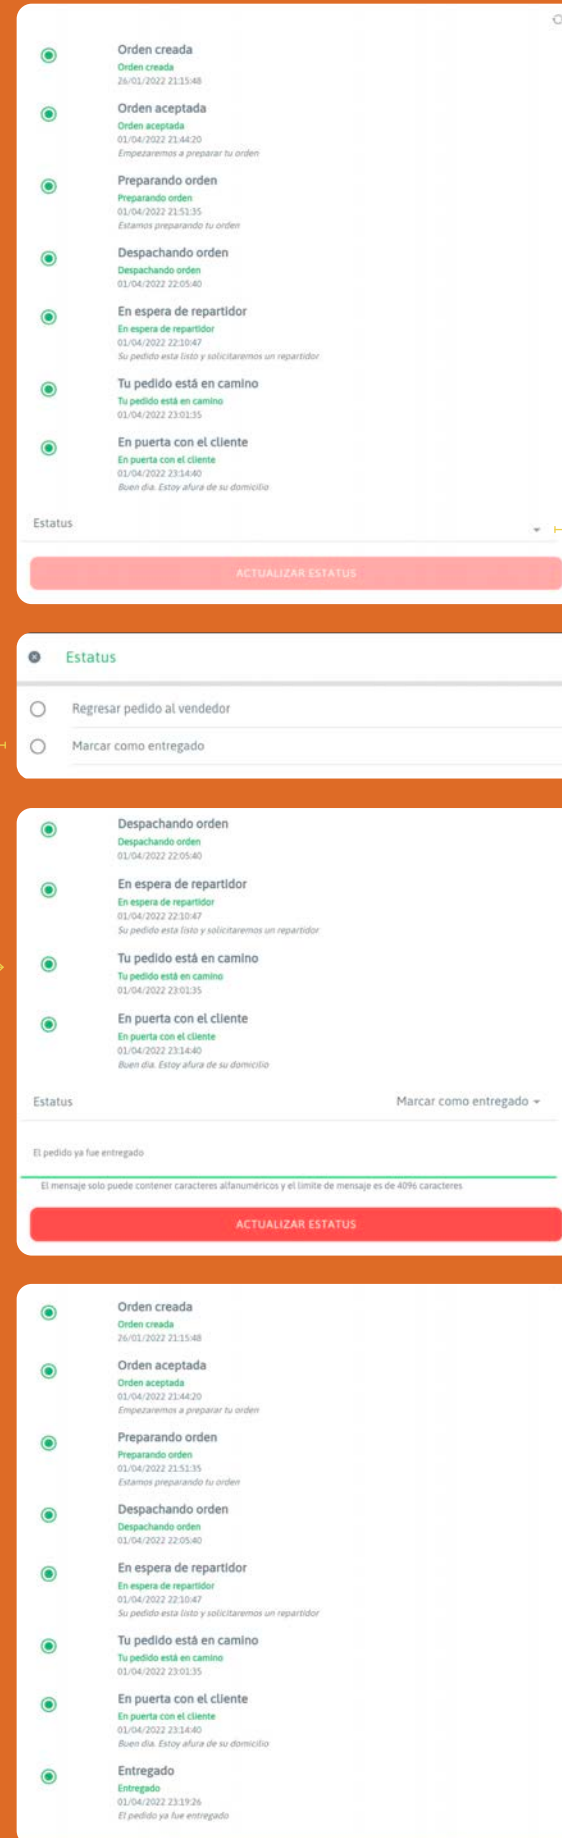 Orden creada
Orden creada
26/01/2022 21:15:48
Orden aceptada
Orden aceptada
01/04/2022 21:44:20
Empezaremos a preparar tu orden
Preparando orden
Preparando orden
01/04/2022 21:51:35
Estamos preparando tu orden
Despachando orden
Despachando orden
01/04/2022 22:05:40
En espera de repartidor
En espera de repartidor
01/04/2022 22:10:47
Su pedido esta listo y solicitaremos un repartidor
Tu pedido está en camino
Tu pedido está en camino
01/04/2022 23:01:35
En puerta con el cliente
En puerta con el cliente
01/04/2022 23:14:40
Buen dia. Estoy afura de su domicilio
Estatus
ACTUALIZAR ESTATUS
Estatus
Regresar pedido al vendedor
Marcar como entregado
Despachando orden
Despachando orden
01/04/2022 22:05:40
En espera de repartidor
En espera de repartidor
01/04/2022 22:10:47
Su pedido esta listo y solicitaremos un repartidor
Tu pedido está en camino
Tu pedido está en camino
01/04/2022 23:01:35
En puerta con el cliente
En puerta con el cliente
01/04/2022 23:14:40
Buen dia. Estoy afura de su domicilio
Estatus Marcar como entregado
El pedido ya fue entregado
El mensaje solo puede contener caracteres alfanuméricos y el limite de mensaje es de 4096 caracteres
ACTUALIZAR ESTATUS
Orden creada
Orden creada
26/01/2022 21:15:48
Orden aceptada
Orden aceptada
01/04/2022 21:44:20
Empezaremos a preparar tu orden
Preparando orden
Preparando orden
01/04/2022 21:51:35
Estamos preparando tu orden
Despachando orden
Despachando orden
01/04/2022 22:05:40
En espera de repartidor
En espera de repartidor
01/04/2022 22:10:47
Su pedido esta listo y solicitaremos un repartidor
Tu pedido está en camino
Tu pedido está en camino
01/04/2022 23:01:35
En puerta con el cliente
En puerta con el cliente
01/04/2022 23:14:40
Buen dia. Estoy afura de su domicilio
Entregado
Entregado
01/04/2022 23:19:26
El pedido ya fue entregado